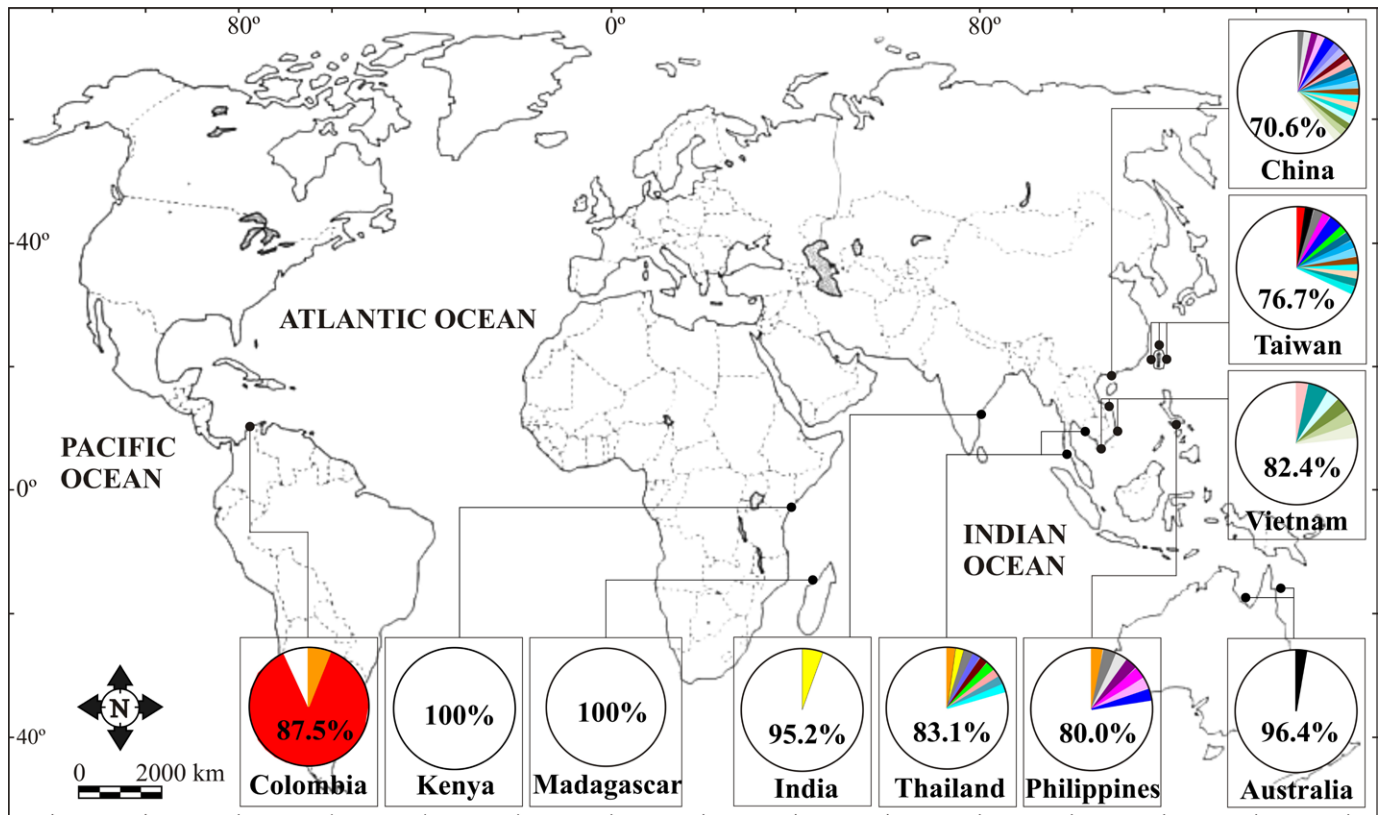 80º 0º 80º
70.6%
China
40º
ATLANTIC OCEAN
76.7%
Taiwan
PACIFIC
OCEAN
82.4%
Vietnam
0º
INDIAN
OCEAN
N
40º
0 2000 km
87.5%
Colombia
100%
Kenya
100%
Madagascar
95.2%
India
83.1%
Thailand
80.0%
Philippines
96.4%
Australia